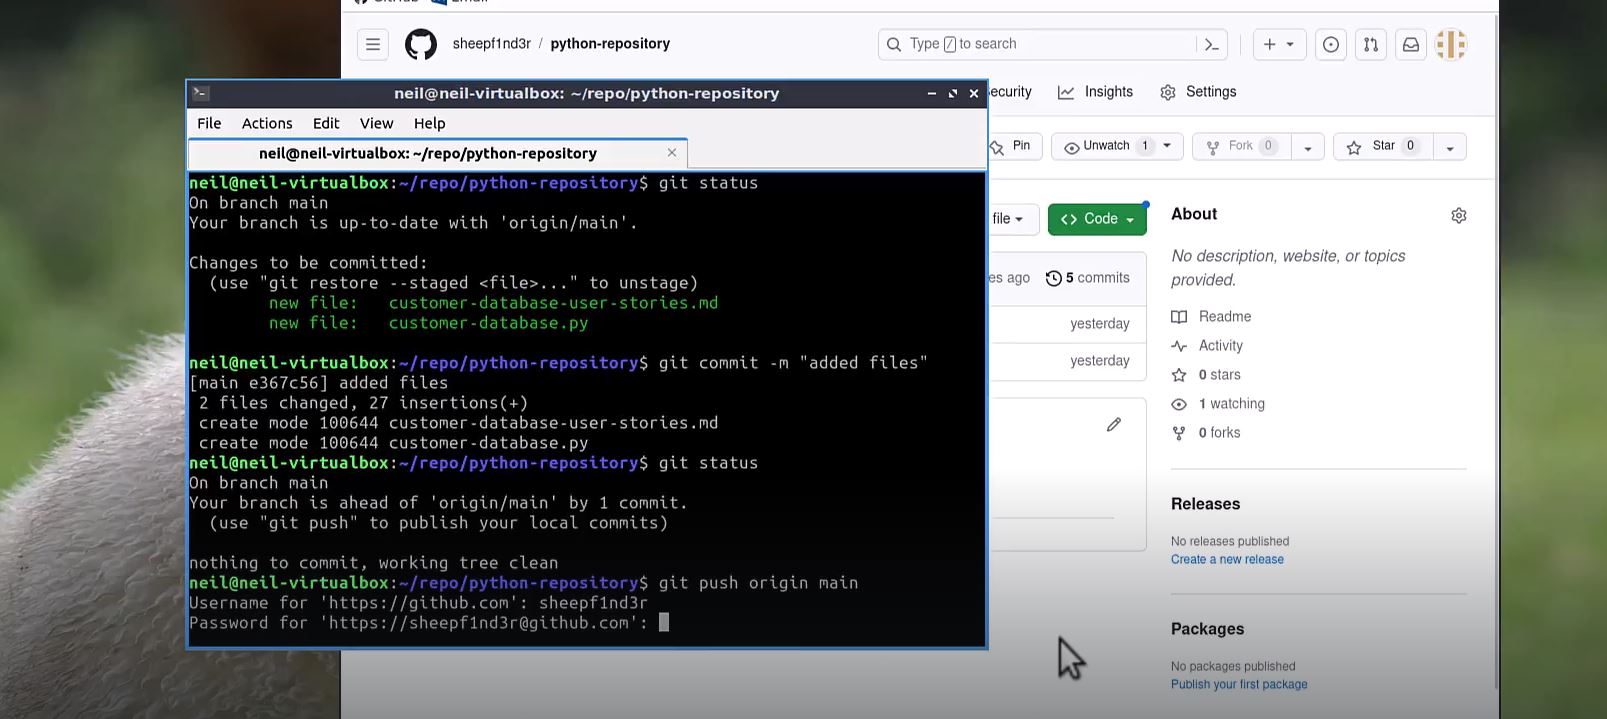 GitHub Email
sheepf1nd3r / python-repository
Type / to search
neil@neil-virtualbox: ~/repo/python-repository
File Actions Edit View Help
neil@neil-virtualbox: ~/repo/python-repository
neil@neil-virtualbox:~/repo/python-repository$ git status
On branch main
Your branch is up-to-date with 'origin/main'.
Changes to be committed:
(use "git restore --staged <file>..." to unstage)
new file: customer-database-user-stories.md
new file: customer-database.py
neil@neil-virtualbox:~/repo/python-repository$ git commit -m "added files"
[main e367c56] added files
2 files changed, 27 insertions(+)
create mode 100644 customer-database-user-stories.md
create mode 100644 customer-database.py
neil@neil-virtualbox:~/repo/python-repository$ git status
On branch main
Your branch is ahead of 'origin/main' by 1 commit.
(use "git push" to publish your local commits)
nothing to commit, working tree clean
neil@neil-virtualbox:~/repo/python-repository$ git push origin main
Username for 'https://github.com': sheepf1nd3r
Password for 'https://sheepf1nd3r@github.com':
ecurity Insights Settings
Pin Unwatch 1 Fork 0 Star 0
file Code
es ago 5 commits
yesterday
yesterday
About
No description, website, or topics
provided.
Readme
Activity
0 stars
1 watching
0 forks
Releases
No releases published
Create a new release
Packages
No packages published
Publish your first package